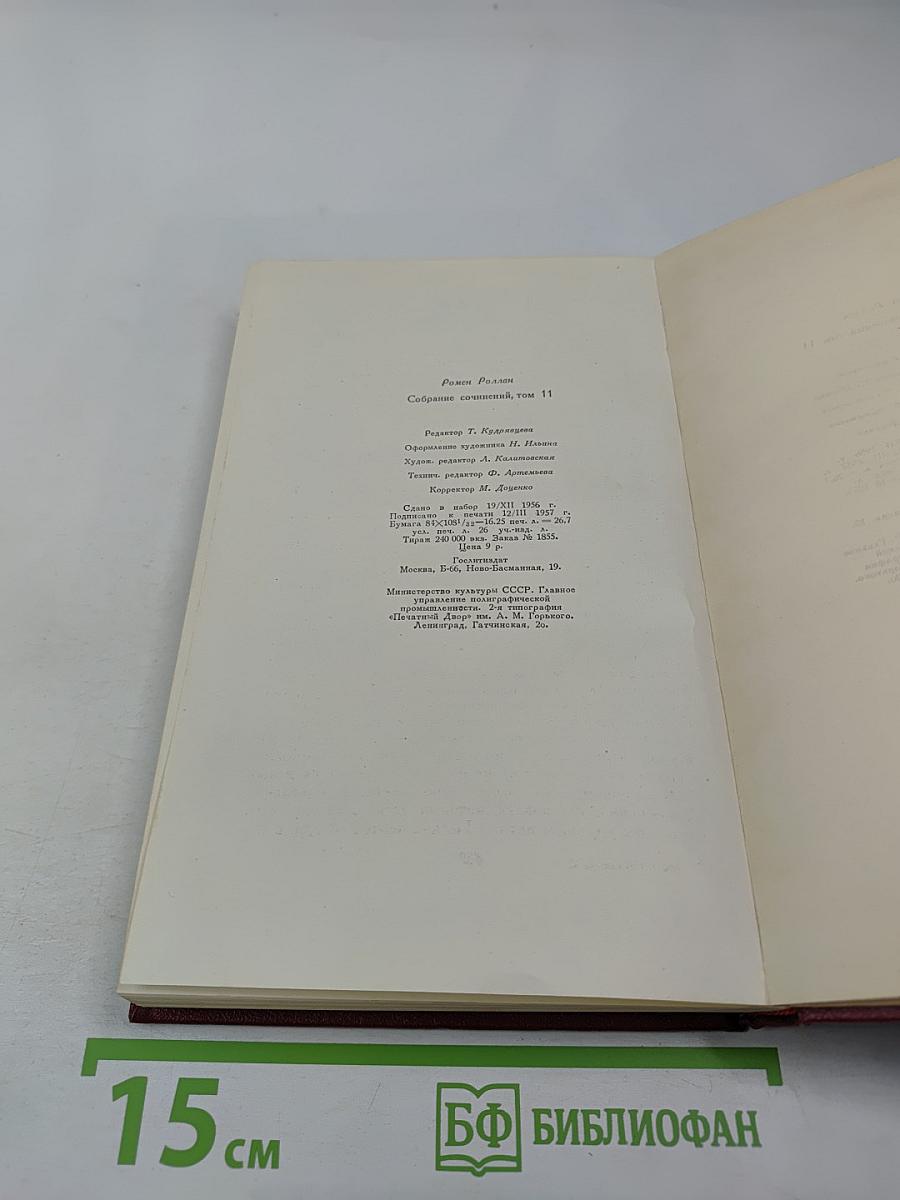 Ромен Роллан
Собрание сочинений, том 11
Редактор Т. Кудрявцева
Оформление художника Н. Ильина
Худож. редактор Л. Калитовская
Технич. редактор Ф. Артемьева
Корректор М. Доценко
Сдано в набор 19/XII 1956 г.
Подписано к печати 12/III 1957 г.
Бумага 84×108¹/₃₂—16.25 печ. л. = 26,7
усл. печ. л. 26 уч.-изд. л.
Тираж 240 000 экз. Заказ № 1855.
Цена 9 р.
Гослитиздат
Москва, Б-66, Ново-Басманная, 19.
Министерство культуры СССР. Главное
управление полиграфической
промышленности. 2-я типография
«Печатный Двор» им. А. М. Горького.
Ленинград, Гатчинская, 26.
15 см
БФ БИБЛИОФАН